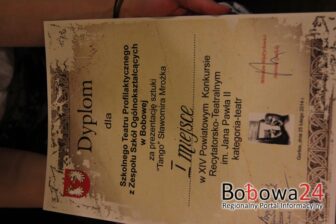 Dyplom
dla
Szkolnego Teatru Profilaktycznego
z Zespołu Szkół Ogólnokształcących
w Bobowej
za prezentację sztuki
"Tango" Sławomira Mrożka
I miejsce
w XIV Powiatowym Konkursie
Recytatorsko-Teatralnym
im. Jana Pawła II
kategoria-teatr
Bobowa24
Regionalny Portal Informacyjny